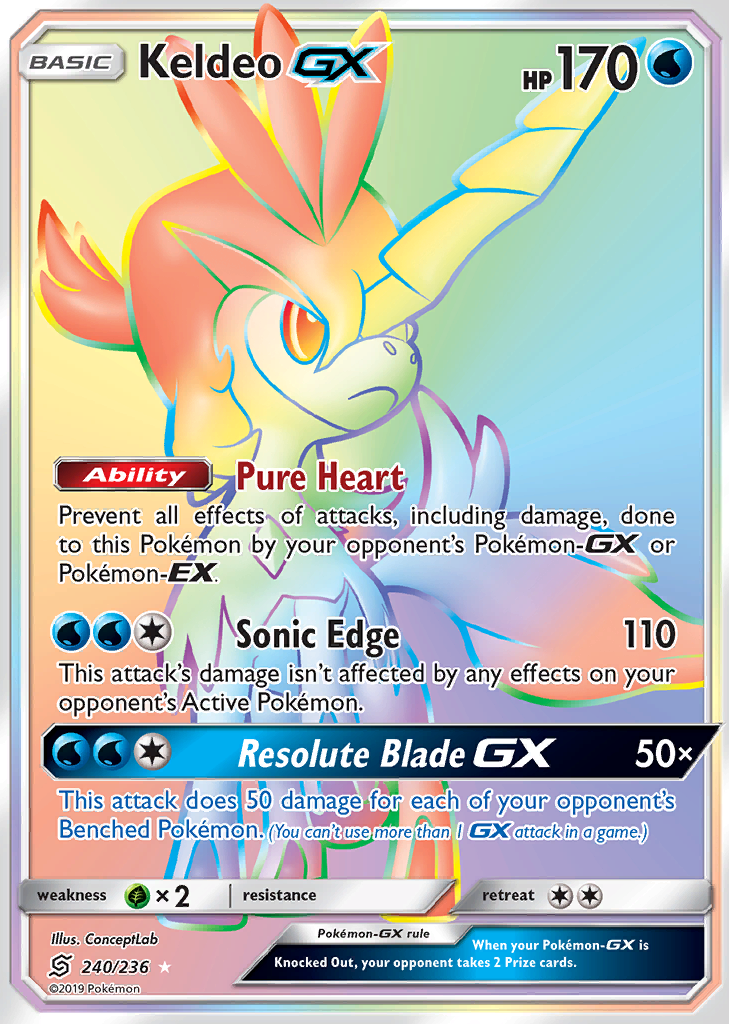 BASIC Keldeo GX HP 170
Ability Pure Heart
Prevent all effects of attacks, including damage, done
to this Pokémon by your opponent's Pokémon-GX or
Pokémon-EX.
Sonic Edge 110
This attack's damage isn't affected by any effects on your
opponent's Active Pokémon.
Resolute Blade GX 50×
This attack does 50 damage for each of your opponent's
Benched Pokémon. (You can't use more than 1 GX attack in a game.)
weakness ×2 resistance retreat
Illus. ConceptLab
240/236
©2019 Pokémon
Pokémon-GX rule
When your Pokémon-GX is
Knocked Out, your opponent takes 2 Prize cards.